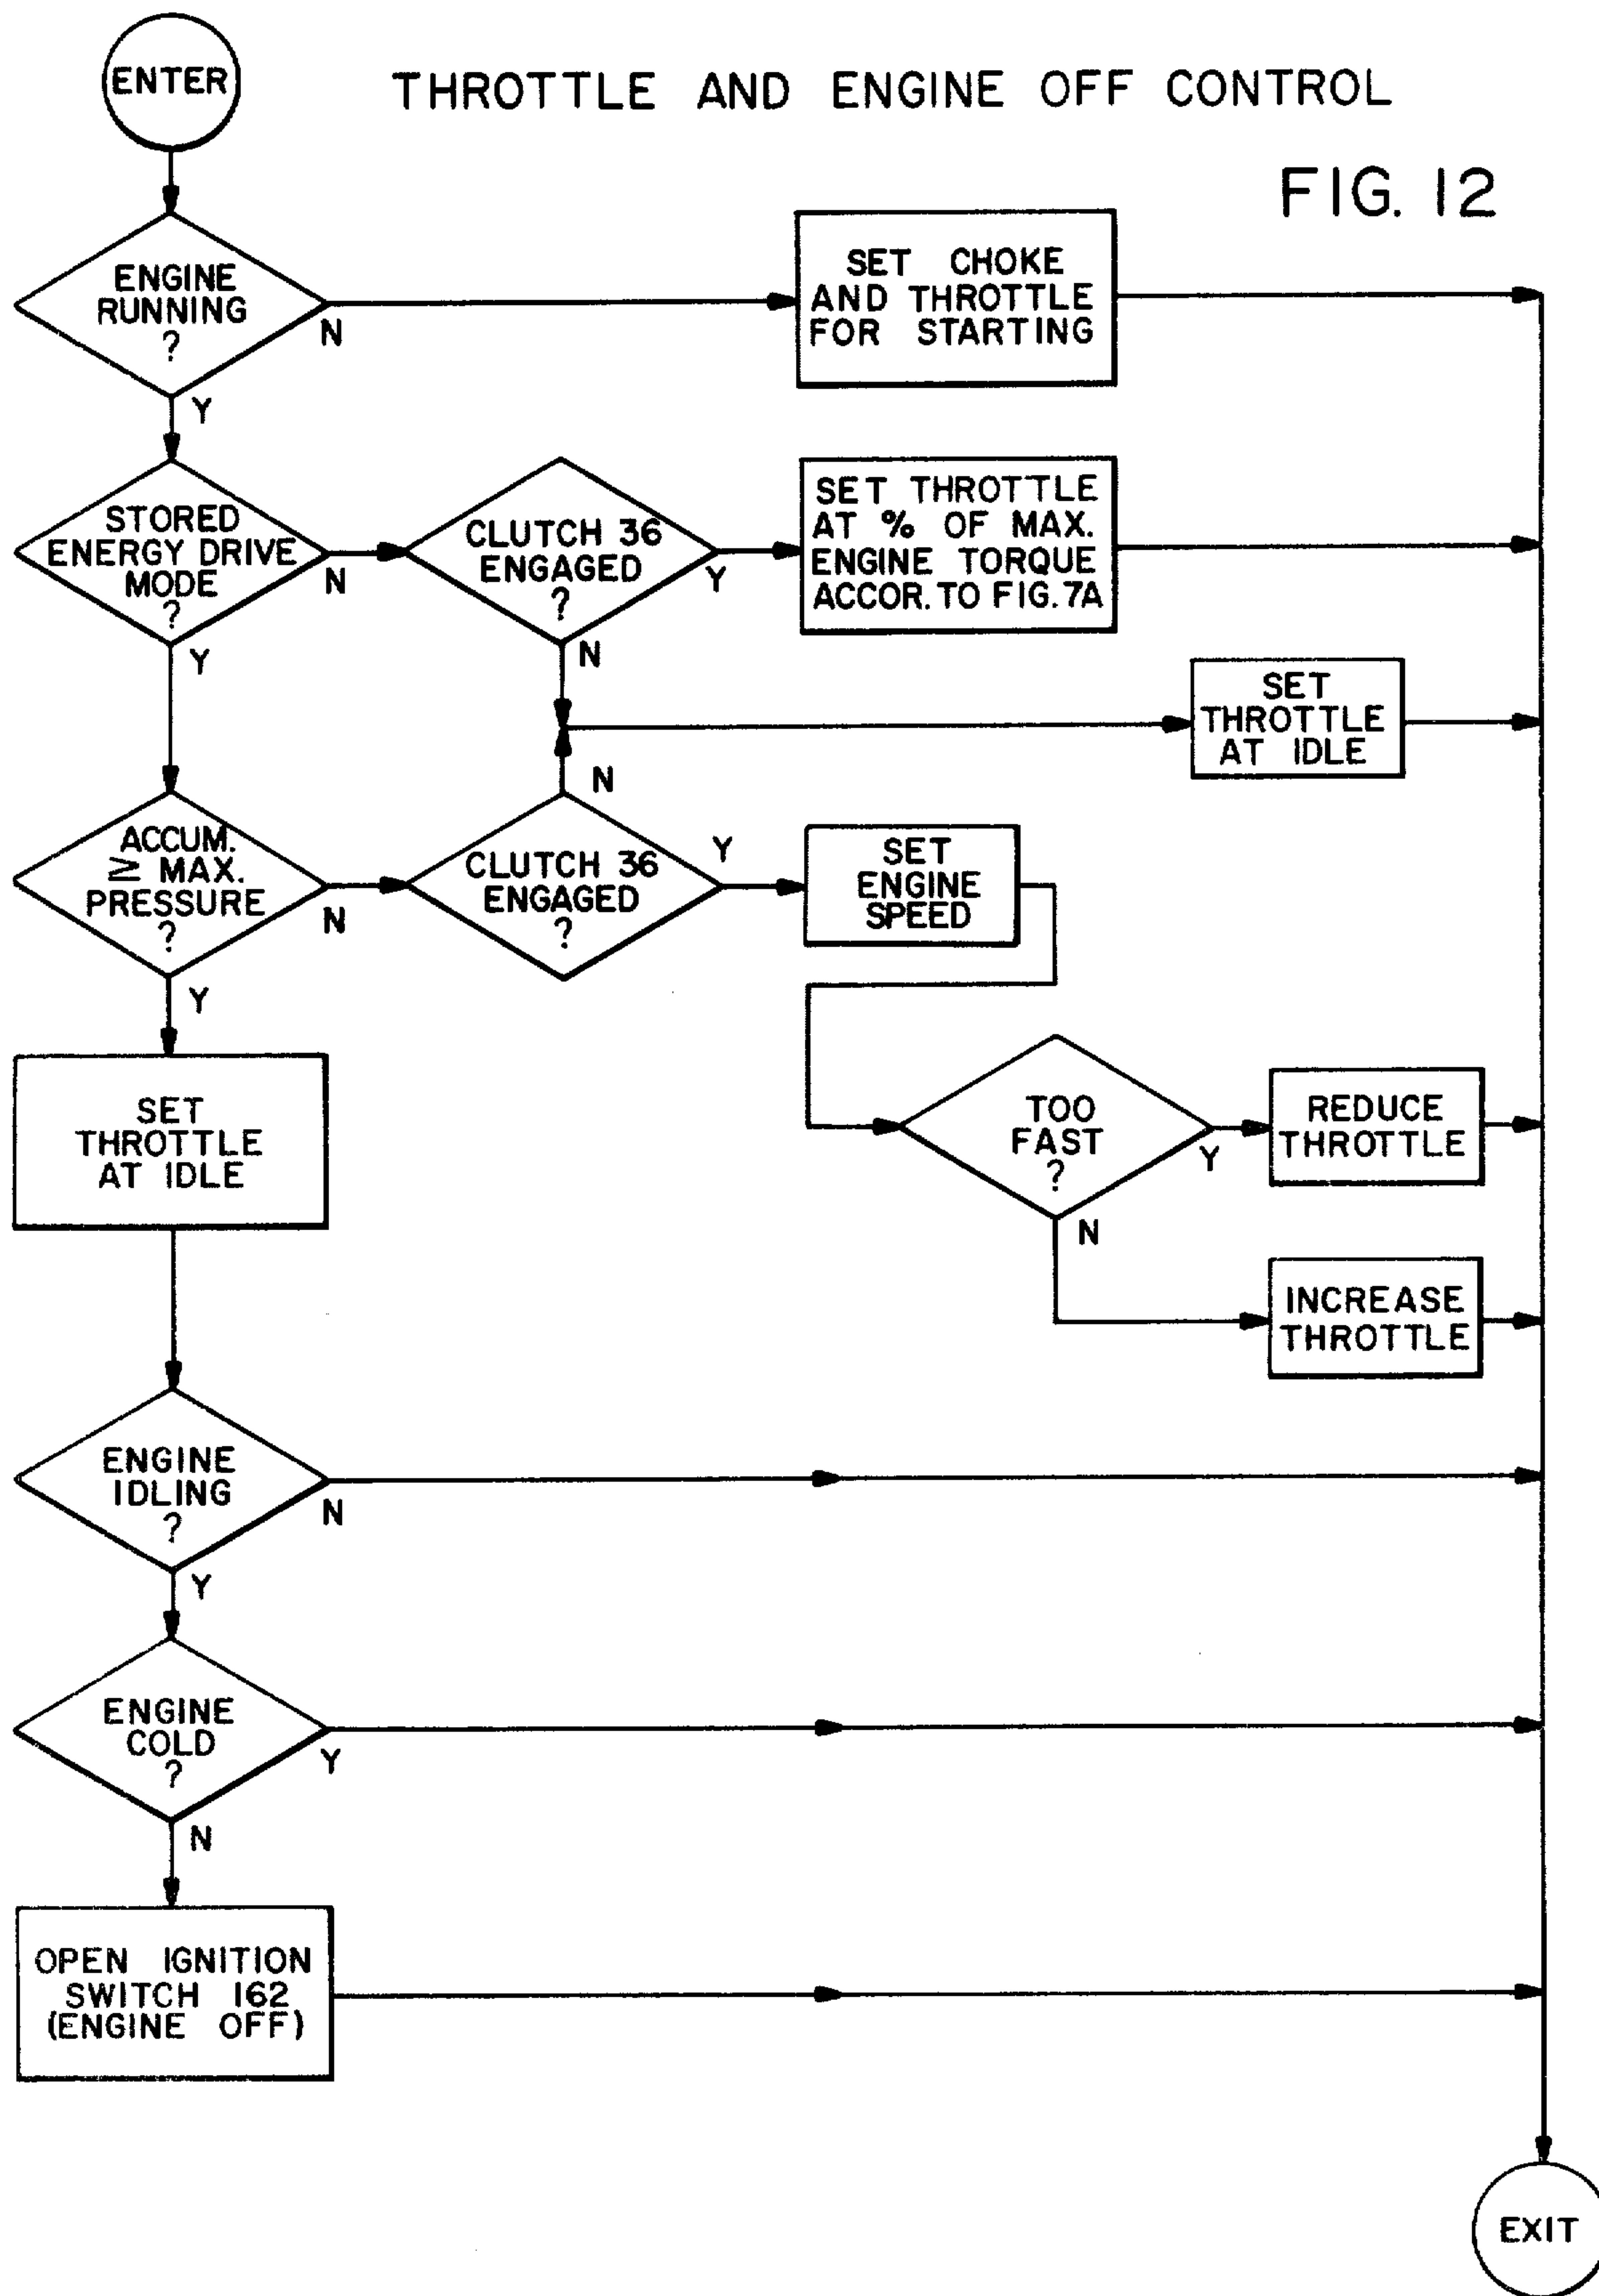 ENTER
THROTTLE AND ENGINE OFF CONTROL
FIG. 12
ENGINE
RUNNING
?
N
Y
SET CHOKE
AND THROTTLE
FOR STARTING
STORED
ENERGY DRIVE
MODE
?
N
Y
CLUTCH 36
ENGAGED
?
Y
N
SET THROTTLE
AT % OF MAX.
ENGINE TORQUE
ACCOR. TO FIG. 7A
SET
THROTTLE
AT IDLE
ACCUM.
≥ MAX.
PRESSURE
?
N
Y
N
CLUTCH 36
ENGAGED
?
Y
SET
ENGINE
SPEED
SET
THROTTLE
AT IDLE
TOO
FAST
?
Y
N
REDUCE
THROTTLE
INCREASE
THROTTLE
ENGINE
IDLING
?
N
Y
ENGINE
COLD
?
Y
N
OPEN IGNITION
SWITCH 162
(ENGINE OFF)
EXIT